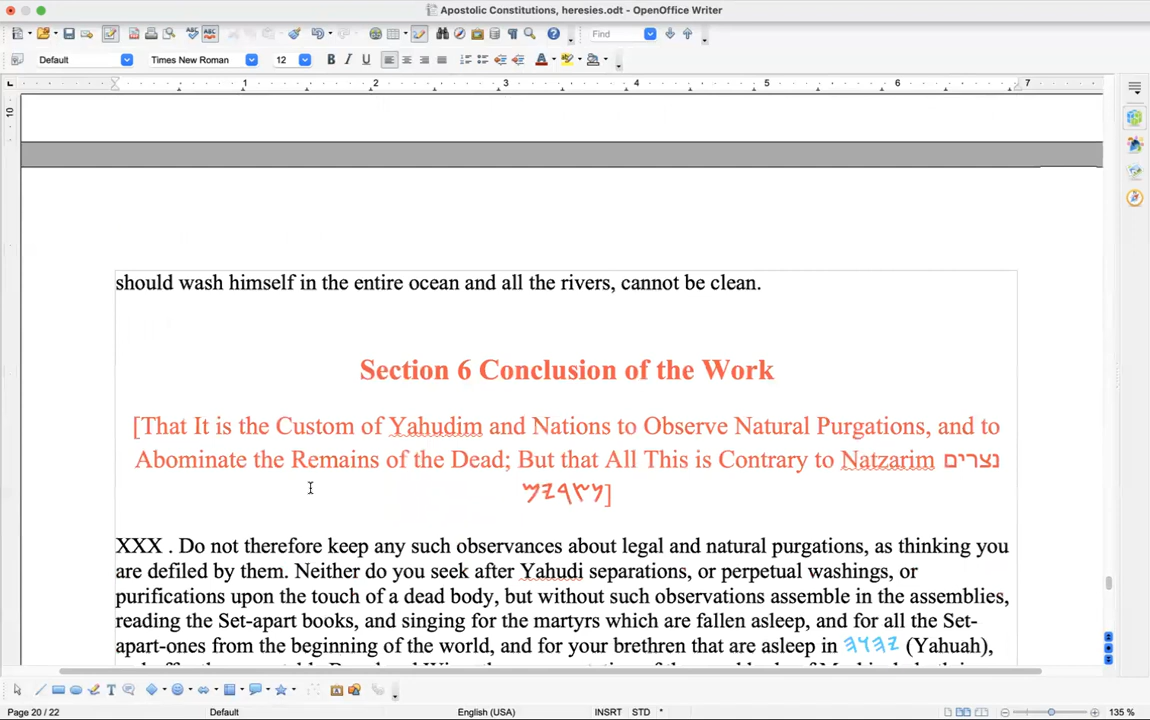 Apostolic Constitutions, heresies.odt - OpenOffice Writer
Find
Default Times New Roman 12
1 2 3 4 5 6 7
10
should wash himself in the entire ocean and all the rivers, cannot be clean.
Section 6 Conclusion of the Work
[That It is the Custom of Yahudim and Nations to Observe Natural Purgations, and to
Abominate the Remains of the Dead; But that All This is Contrary to Natzarim נצרים
]
XXX . Do not therefore keep any such observances about legal and natural purgations, as thinking you
are defiled by them. Neither do you seek after Yahudi separations, or perpetual washings, or
purifications upon the touch of a dead body, but without such observations assemble in the assemblies,
reading the Set-apart books, and singing for the martyrs which are fallen asleep, and for all the Set-
apart-ones from the beginning of the world, and for your brethren that are asleep in 𐤉𐤄𐤅𐤄 (Yahuah),
Page 20 / 22 Default English (USA) INSRT STD * 135 %